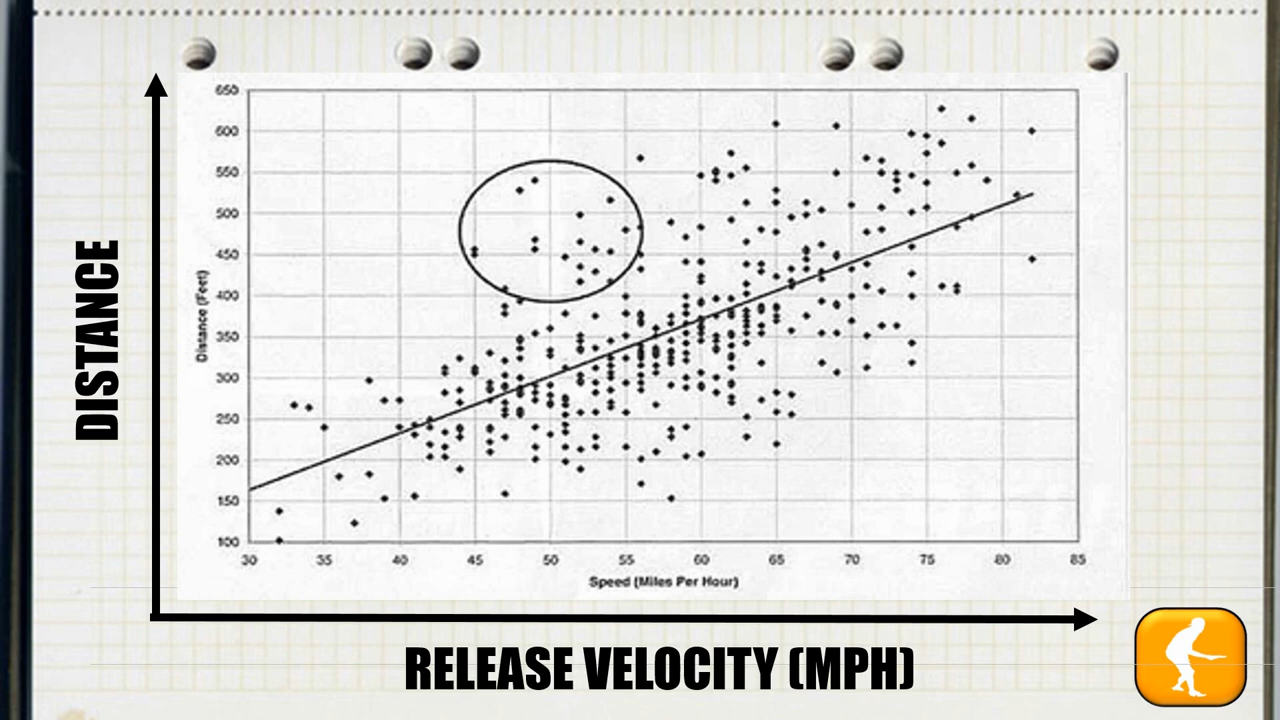 650
600
550
500
450
400
350
300
250
200
150
100
Distance (Feet)
DISTANCE
30 35 40 45 50 55 60 65 70 75 80 85
Speed (Miles Per Hour)
RELEASE VELOCITY (MPH)